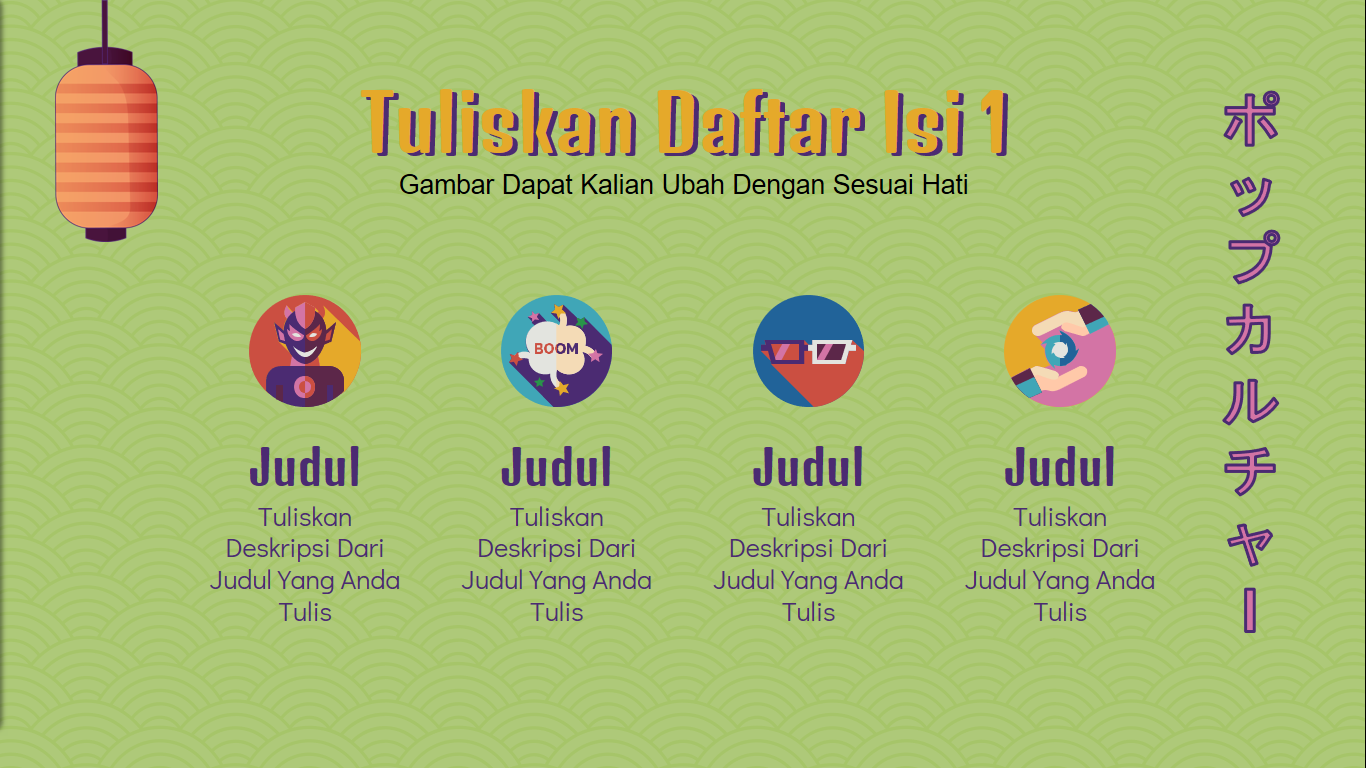 Tuliskan Daftar Isi 1
Gambar Dapat Kalian Ubah Dengan Sesuai Hati
BOOM
Judul
Tuliskan
Deskripsi Dari
Judul Yang Anda
Tulis
Judul
Tuliskan
Deskripsi Dari
Judul Yang Anda
Tulis
Judul
Tuliskan
Deskripsi Dari
Judul Yang Anda
Tulis
Judul
Tuliskan
Deskripsi Dari
Judul Yang Anda
Tulis
ポップカルチャー